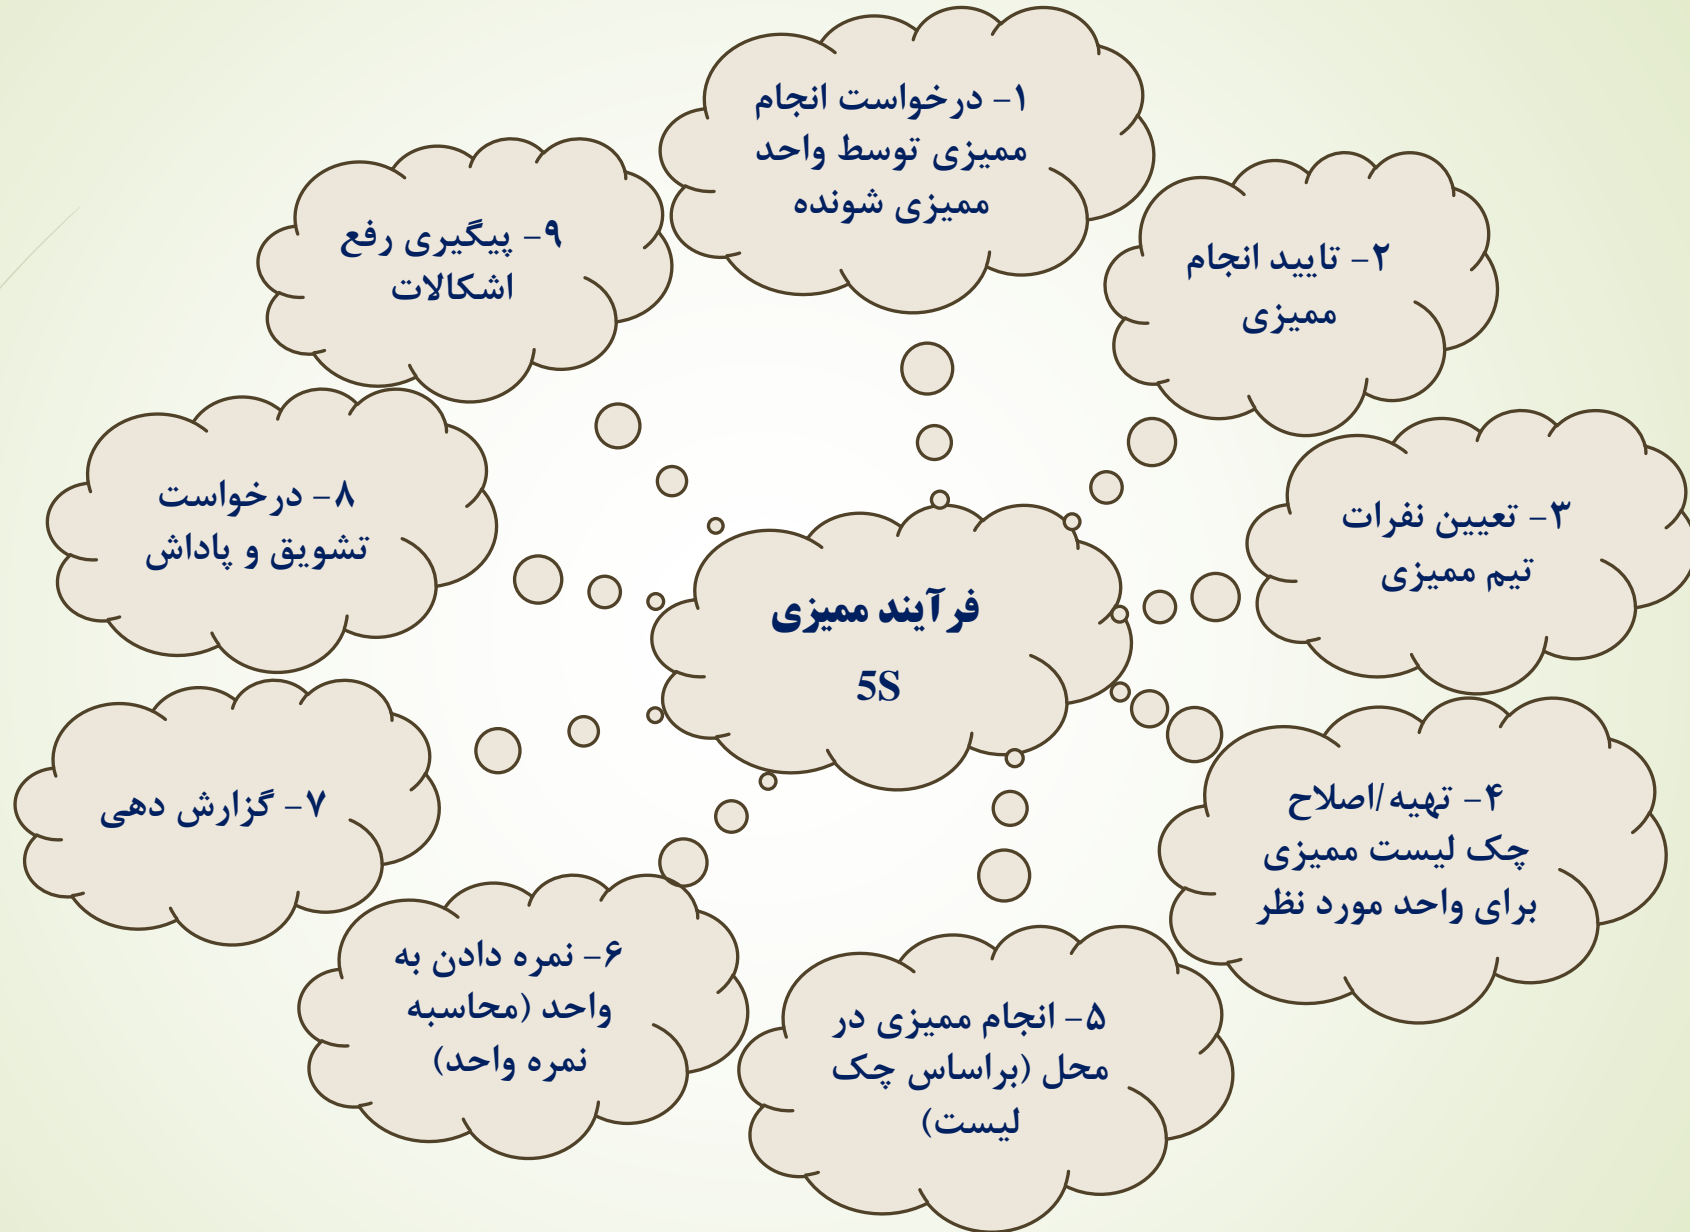 ۱- درخواست انجام
ممیزی توسط واحد
ممیزی شونده
۲- تایید انجام
ممیزی
۳- تعیین نفرات
تیم ممیزی
۴- تهیه/اصلاح
چک لیست ممیزی
برای واحد مورد نظر
۵- انجام ممیزی در
محل (براساس چک
لیست)
۶- نمره دادن به
واحد (محاسبه
نمره واحد)
۷- گزارش دهی
۸- درخواست
تشویق و پاداش
۹- پیگیری رفع
اشکالات
فرآیند ممیزی
5S